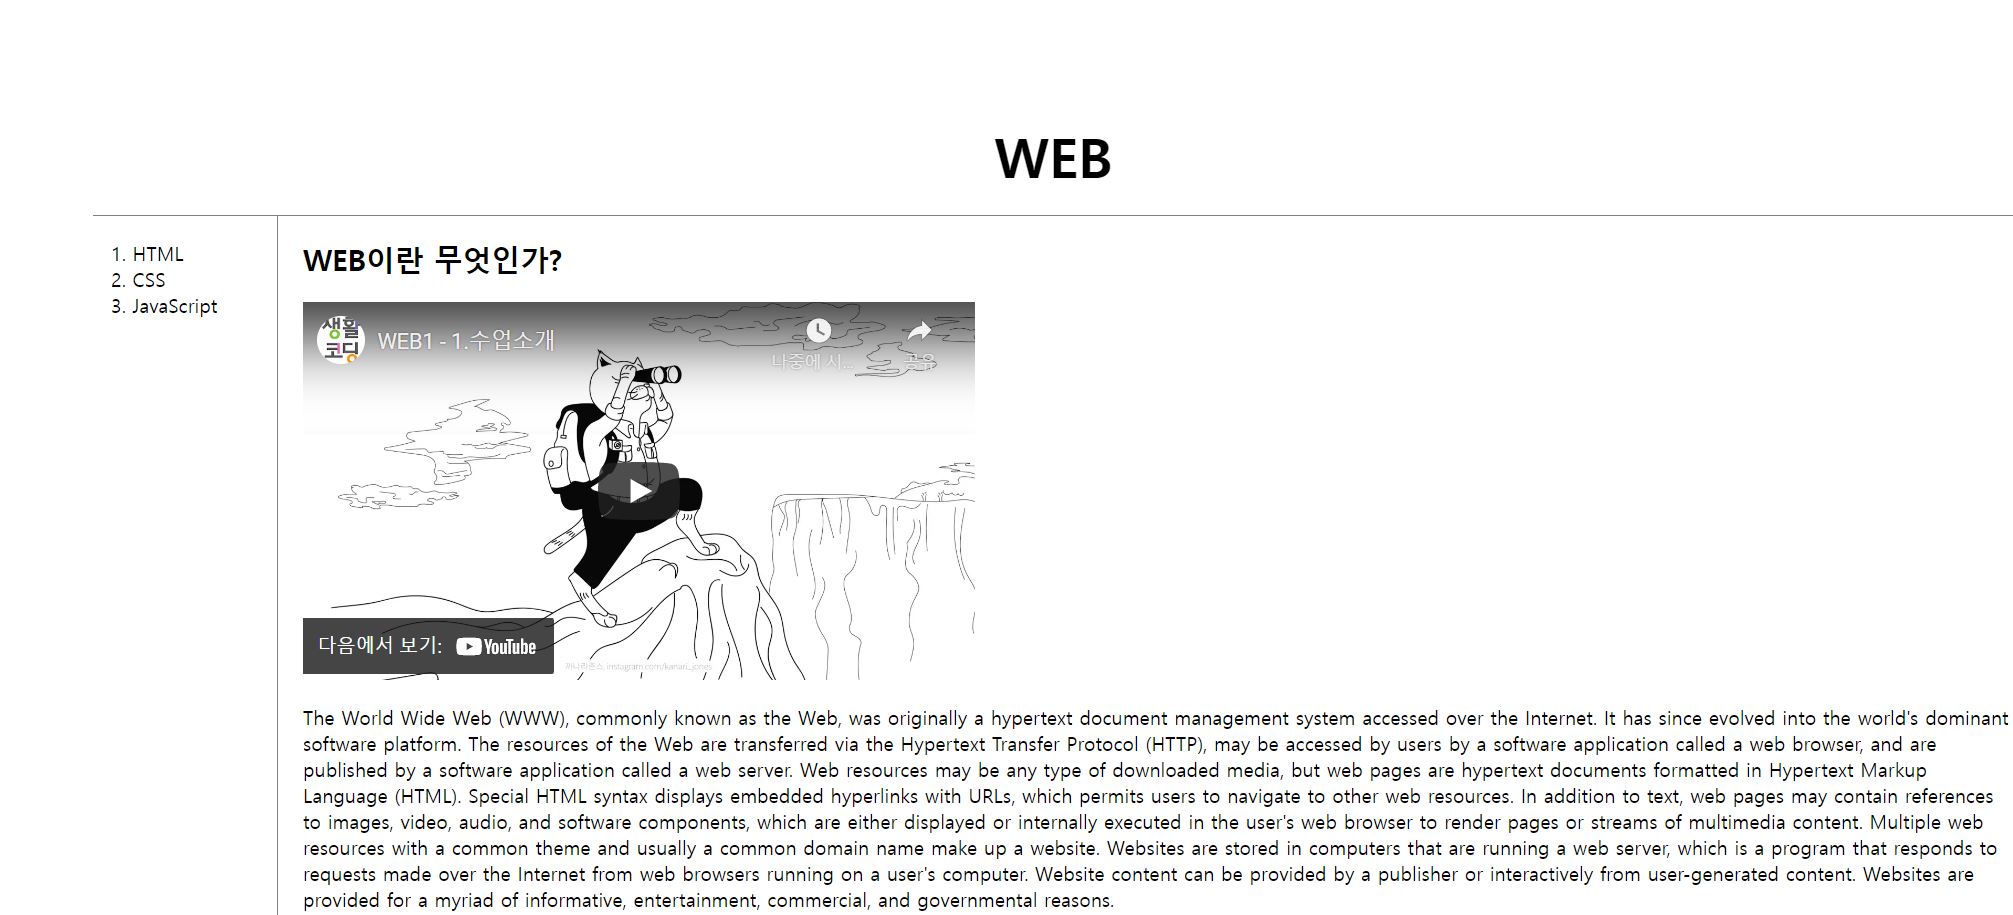 WEB
1. HTML
2. CSS
3. JavaScript
WEB이란 무엇인가?
생활
코딩
WEB1 - 1.수업소개
나중에 시...
공유
다음에서 보기: YouTube
instagram.com/kanari_jones
The World Wide Web (WWW), commonly known as the Web, was originally a hypertext document management system accessed over the Internet. It has since evolved into the world's dominant
software platform. The resources of the Web are transferred via the Hypertext Transfer Protocol (HTTP), may be accessed by users by a software application called a web browser, and are
published by a software application called a web server. Web resources may be any type of downloaded media, but web pages are hypertext documents formatted in Hypertext Markup
Language (HTML). Special HTML syntax displays embedded hyperlinks with URLs, which permits users to navigate to other web resources. In addition to text, web pages may contain references
to images, video, audio, and software components, which are either displayed or internally executed in the user's web browser to render pages or streams of multimedia content. Multiple web
resources with a common theme and usually a common domain name make up a website. Websites are stored in computers that are running a web server, which is a program that responds to
requests made over the Internet from web browsers running on a user's computer. Website content can be provided by a publisher or interactively from user-generated content. Websites are
provided for a myriad of informative, entertainment, commercial, and governmental reasons.